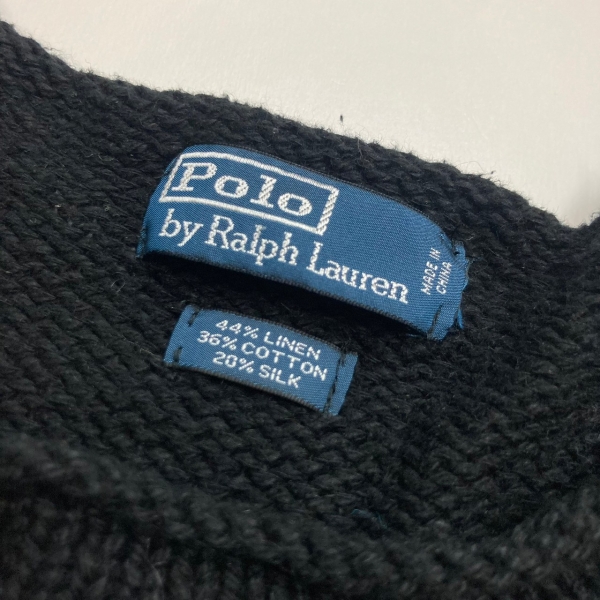 Polo
by Ralph Lauren
MADE IN
CHINA
44% LINEN
36% COTTON
20% SILK